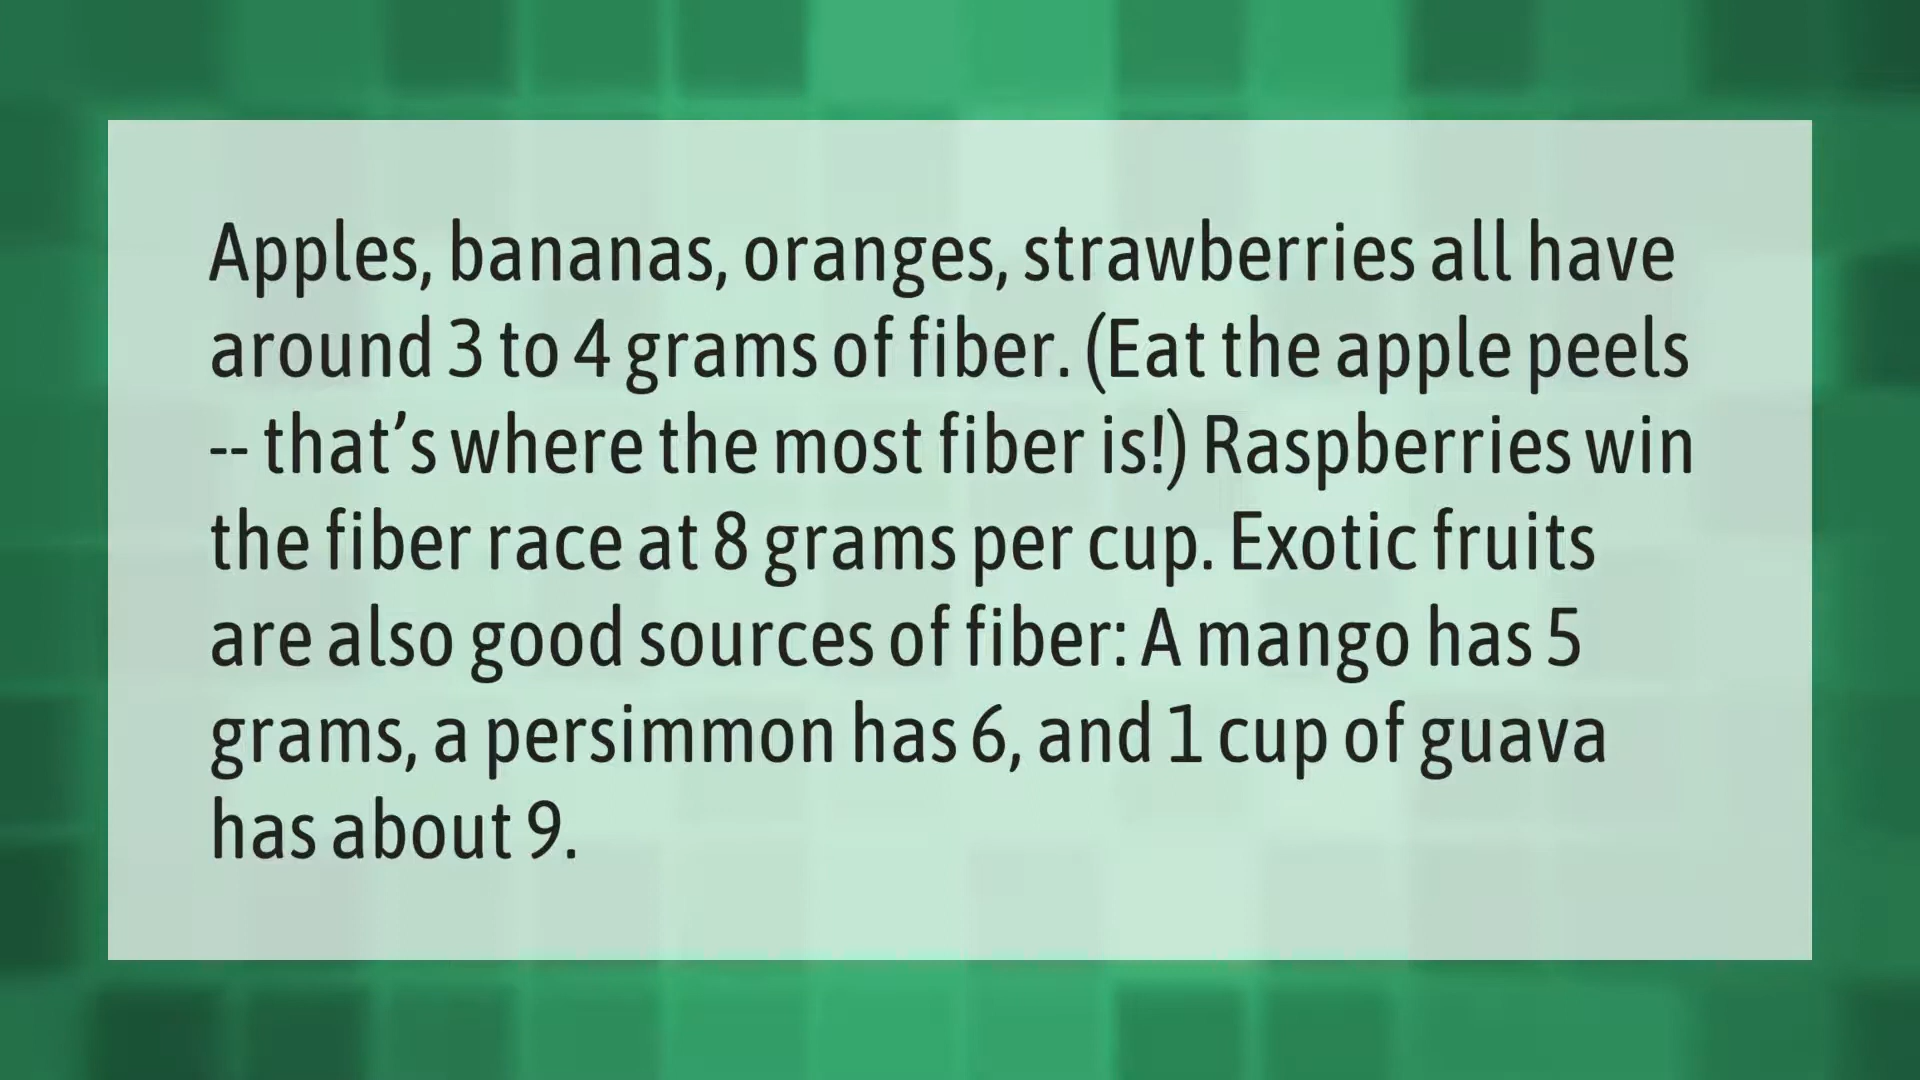 Apples, bananas, oranges, strawberries all have
around 3 to 4 grams of fiber. (Eat the apple peels
-- that’s where the most fiber is!) Raspberries win
the fiber race at 8 grams per cup. Exotic fruits
are also good sources of fiber: A mango has 5
grams, a persimmon has 6, and 1 cup of guava
has about 9.